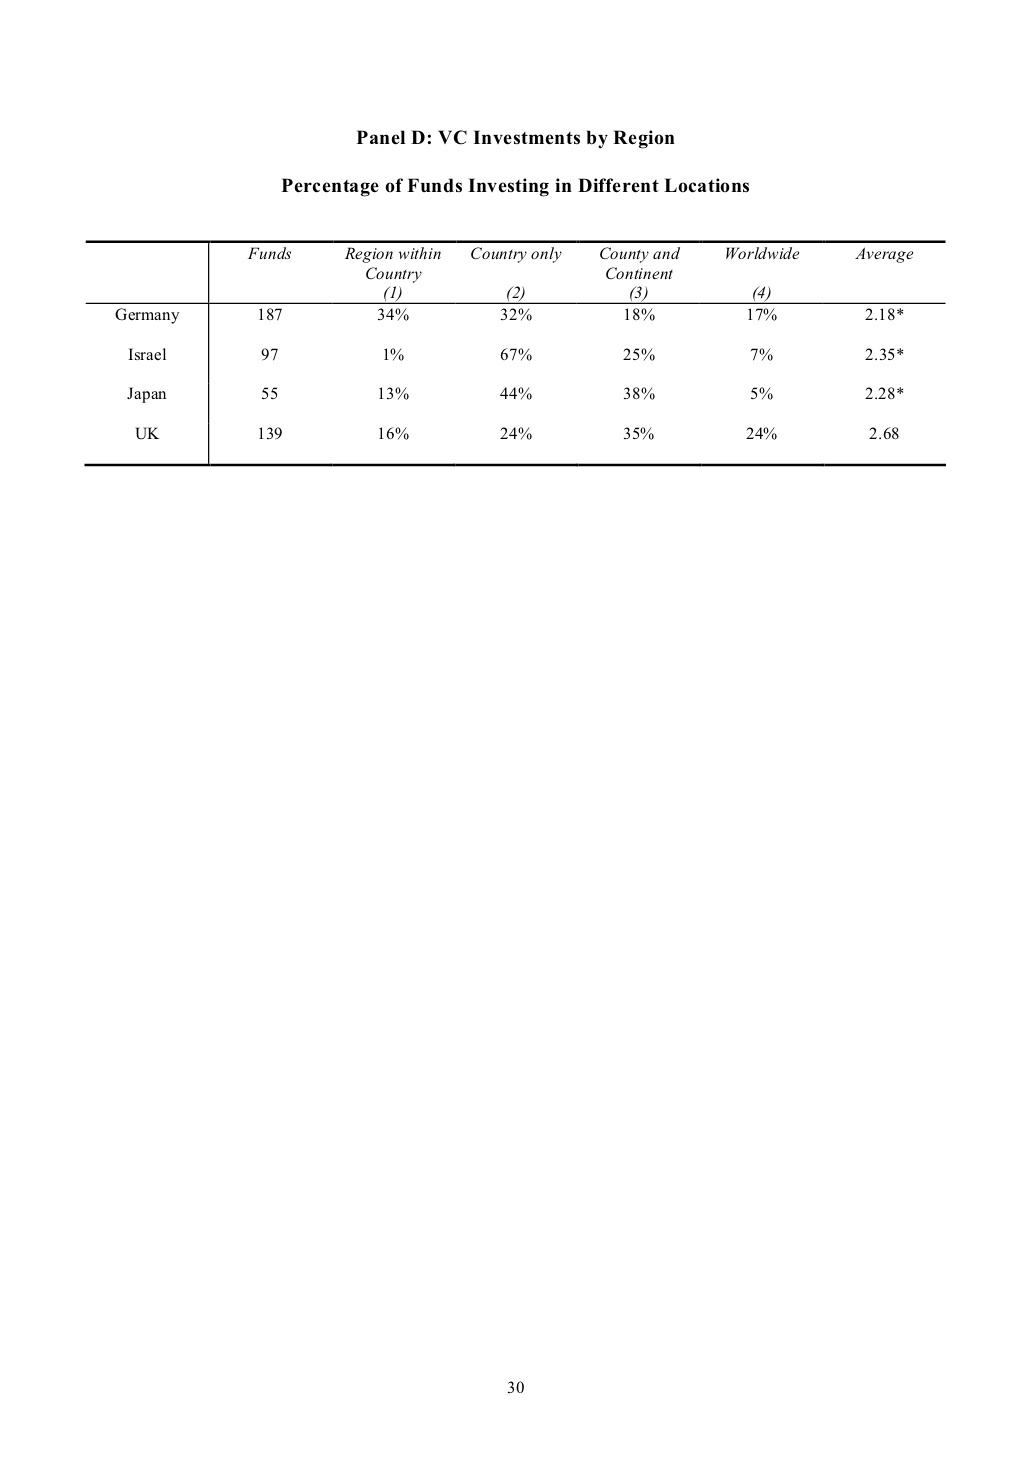 Panel D: VC Investments by Region
Percentage of Funds Investing in Different Locations
Funds Region within Country only County and Worldwide Average
Country Continent
(1) (2) (3) (4)
Germany 187 34% 32% 18% 17% 2.18*
Israel 97 1% 67% 25% 7% 2.35*
Japan 55 13% 44% 38% 5% 2.28*
UK 139 16% 24% 35% 24% 2.68
30